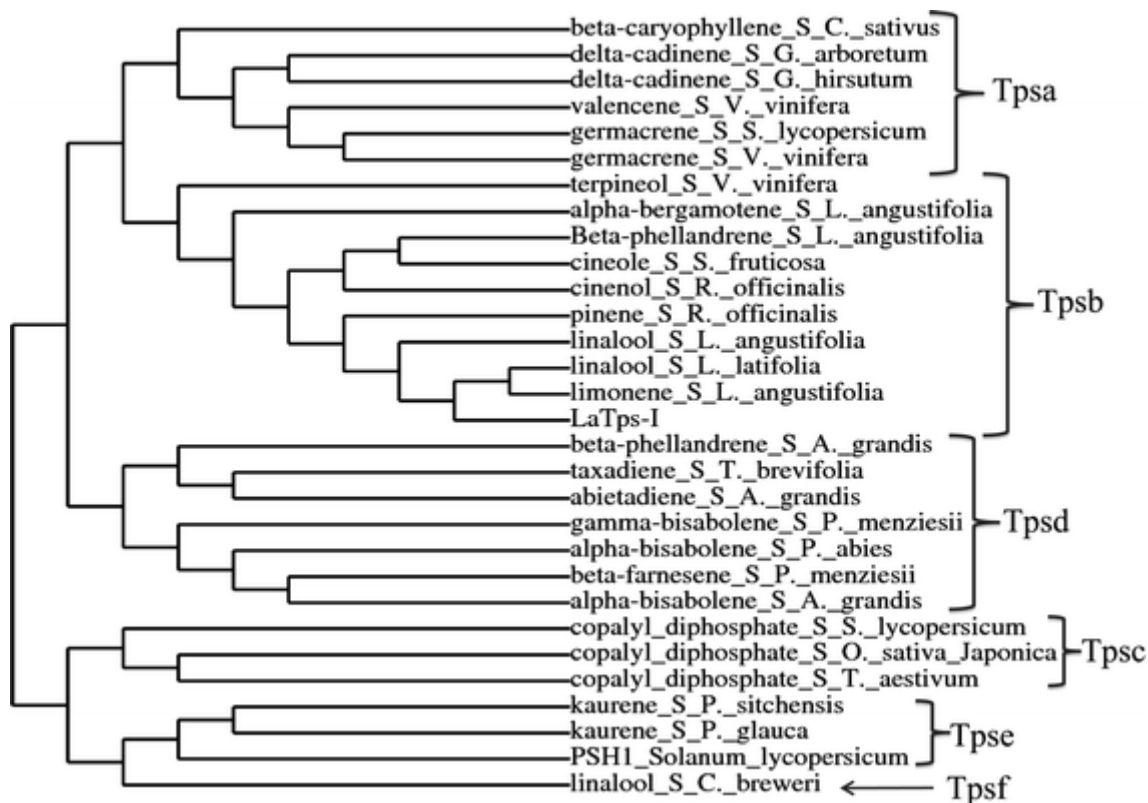 beta-caryophyllene_S_C._sativus
delta-cadinene_S_G._arboretum
delta-cadinene_S_G._hirsutum
valencene_S_V._vinifera
germacrene_S_S._lycopersicum
germacrene_S_V._vinifera
Tpsa
terpineol_S_V._vinifera
alpha-bergamotene_S_L._angustifolia
Beta-phellandrene_S_L._angustifolia
cineole_S_S._fruticosa
cinenol_S_R._officinalis
pinene_S_R._officinalis
linalool_S_L._angustifolia
linalool_S_L._latifolia
limonene_S_L._angustifolia
LaTps-I
Tpsb
beta-phellandrene_S_A._grandis
taxadiene_S_T._brevifolia
abietadiene_S_A._grandis
gamma-bisabolene_S_P._menziesii
alpha-bisabolene_S_P._abies
beta-farnesene_S_P._menziesii
alpha-bisabolene_S_A._grandis
Tpsd
copalyl_diphosphate_S_S._lycopersicum
copalyl_diphosphate_S_O._sativa_Japonica
copalyl_diphosphate_S_T._aestivum
Tpsc
kaurene_S_P._sitchensis
kaurene_S_P._glauca
PSH1_Solanum_lycopersicum
Tpse
linalool_S_C._breweri
Tpsf